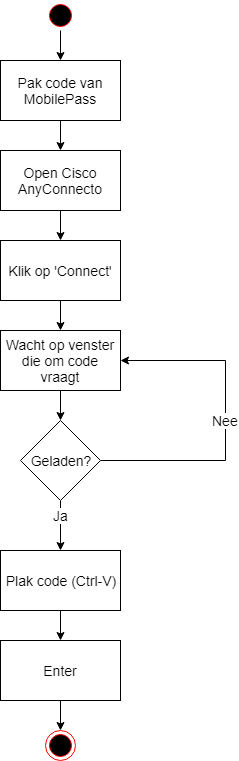 Pak code van
MobilePass
Open Cisco
AnyConnecto
Klik op 'Connect'
Wacht op venster
die om code
vraagt
Nee
Geladen?
Ja
Plak code (Ctrl-V)
Enter